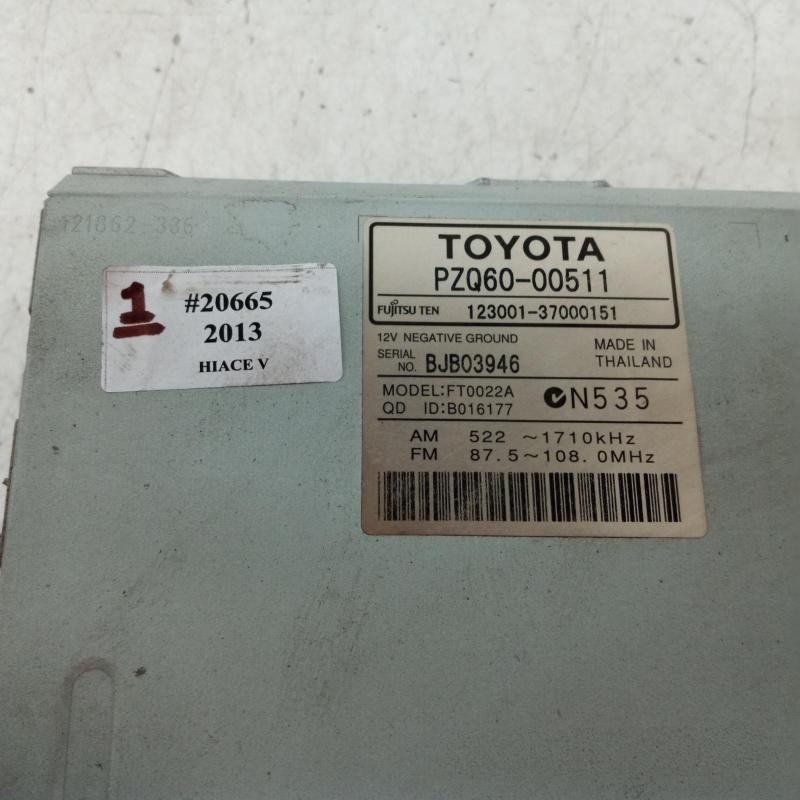 121862 336
1
#20665
2013
HIACE V
TOYOTA
PZQ60-00511
FUJITSU TEN 123001-37000151
12V NEGATIVE GROUND
SERIAL NO. BJB03946
MADE IN THAILAND
MODEL:FT0022A
QD ID:B016177
N535
AM 522 ~1710kHz
FM 87.5~108.0MHz